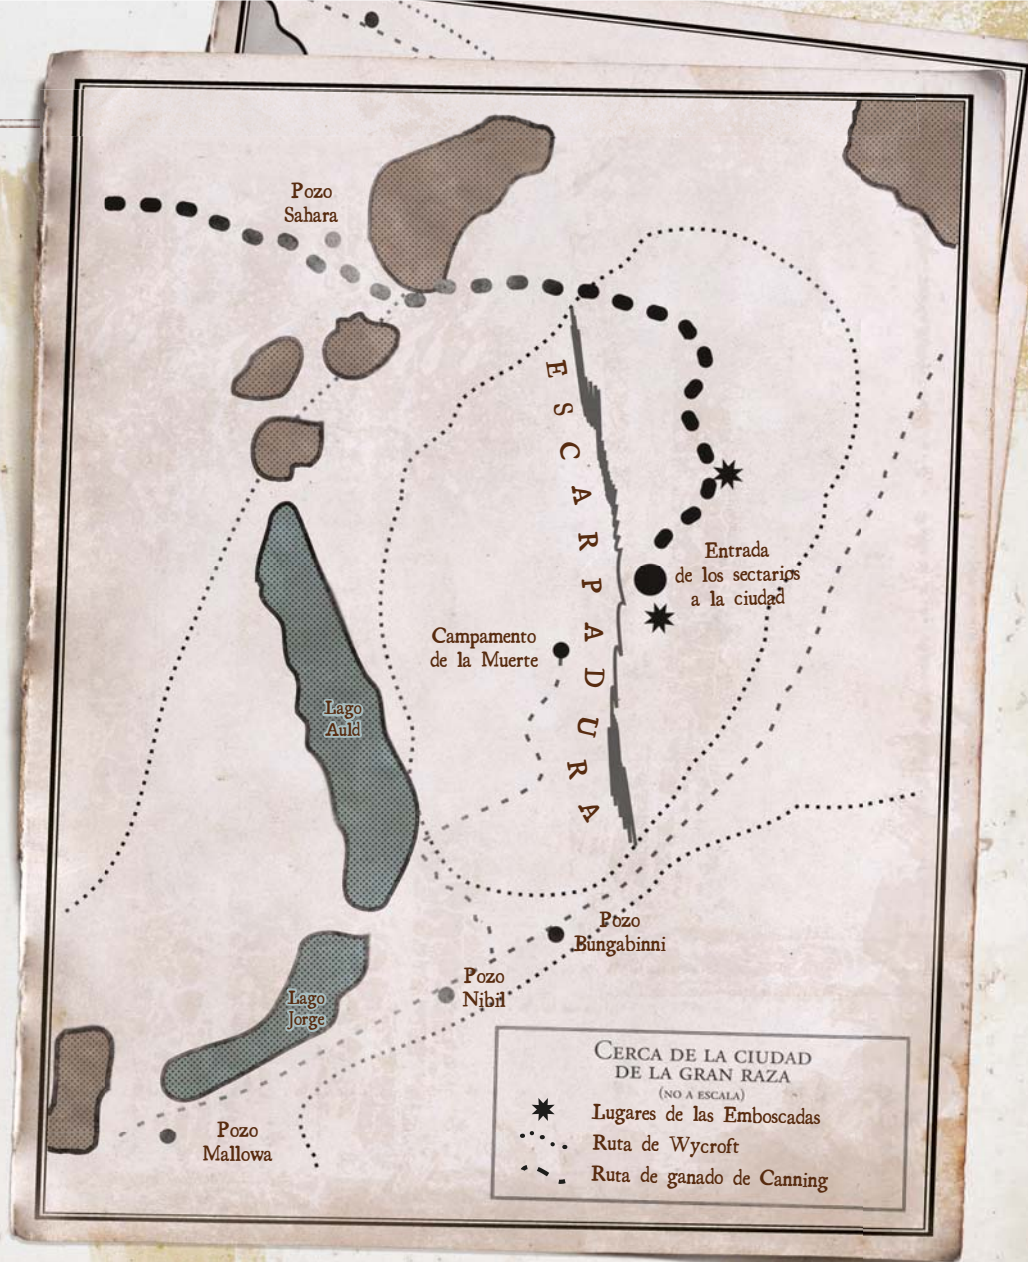 Pozo
Sahara
ESCARPADURA
Entrada
de los sectarios
a la ciudad
Campamento
de la Muerte
Lago
Auld
Pozo
Bungabinni
Pozo
Nibil
Lago
Jorge
Pozo
Mallowa
Cerca de la ciudad
de la gran raza
(no a escala)
Lugares de las Emboscadas
Ruta de Wycroft
Ruta de ganado de Canning